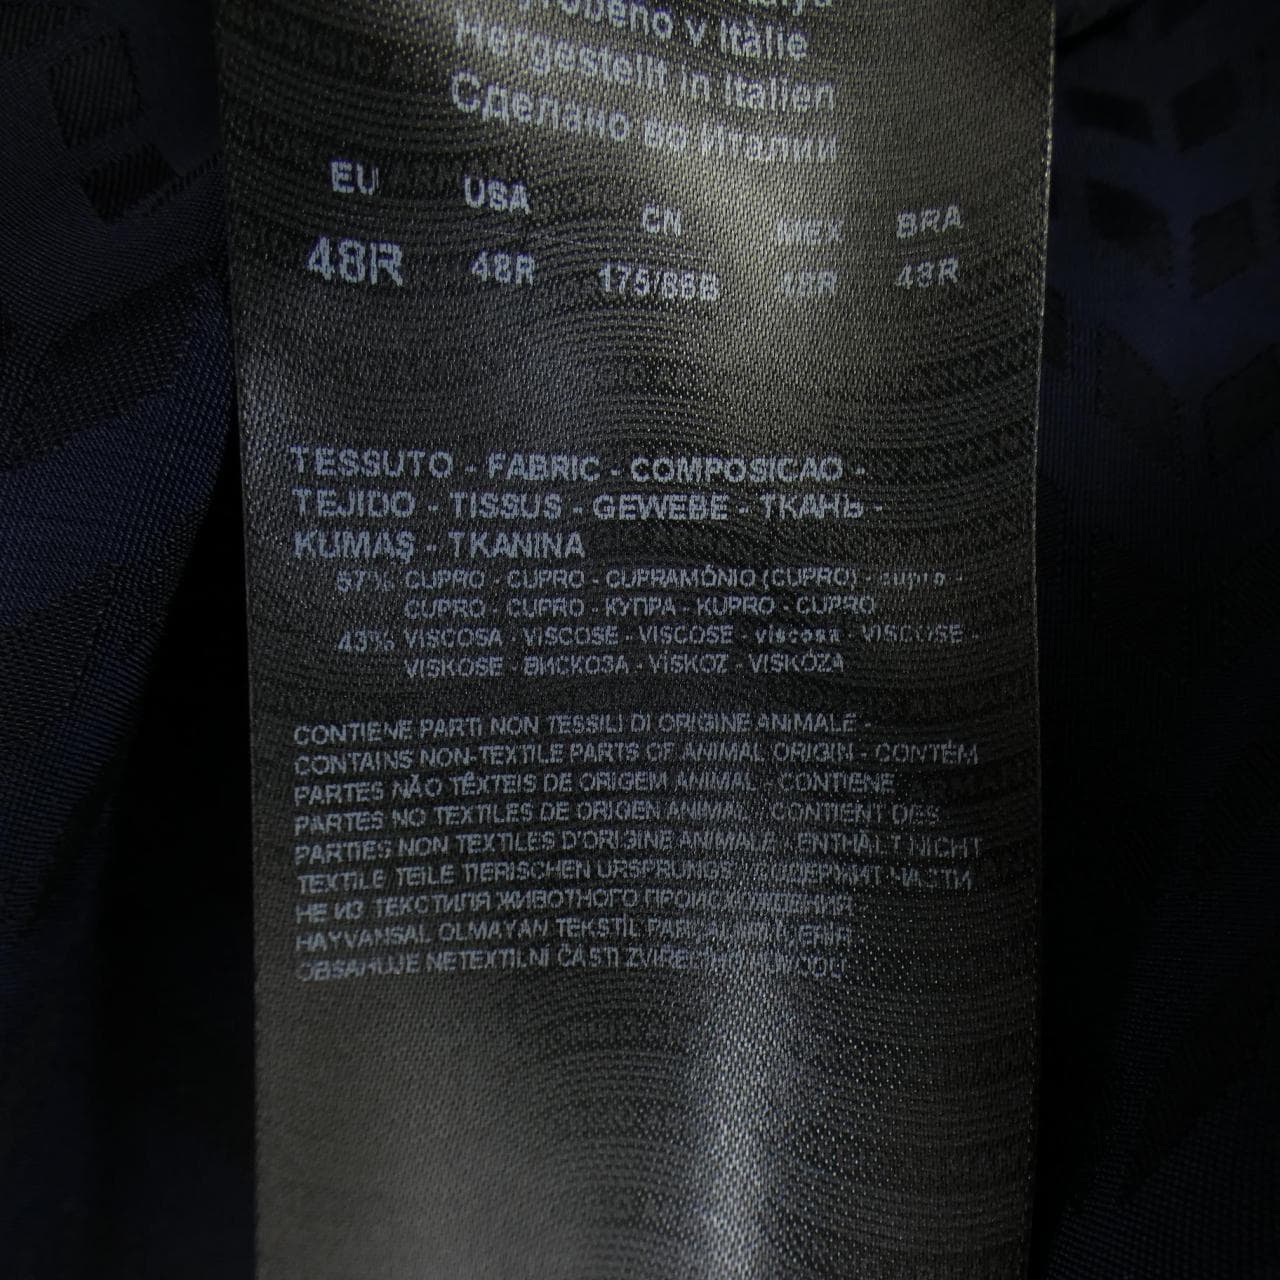 v Itàlie
Hergestellt in Italien
Сделано во Италии
EU USA CN MEX BRA
48R 48R 175/86B 48R 48R
TESSUTO - FABRIC - COMPOSICAO -
TEJIDO - TISSUS - GEWEBE - ТКАНЬ -
KUMAŞ - TKANINA
57% CUPRO - CUPRO - CUPRAMÓNIO (CUPRO) - cupro -
CUPRO - CUPRO - КУПРА - KUPRO - CUPRO
43% VISCOSA - VISCOSE - VISCOSE - viscosa - VISCOSE -
VISKOSE - ВИСКОЗА - VİSKOZ - VISKÓZA
CONTIENE PARTI NON TESSILI DI ORIGINE ANIMALE -
CONTAINS NON-TEXTILE PARTS OF ANIMAL ORIGIN - CONTÉM
PARTES NÃO TÊXTEIS DE ORIGEM ANIMAL - CONTIENE
PARTES NO TEXTILES DE ORIGEN ANIMAL - CONTIENT DES
PARTIES NON TEXTILES D'ORIGINE ANIMALE - ENTHÄLT NICHT
TEXTILE TEILE TIERISCHEN URSPRUNGS - СОДЕРЖИТ ЧАСТИ
НЕ ИЗ ТЕКСТИЛЯ ЖИВОТНОГО ПРОИСХОЖДЕНИЯ
HAYVANSAL OLMAYAN TEKSTİL
OBSAHUJE NETEXTILNÍ ČÁSTI